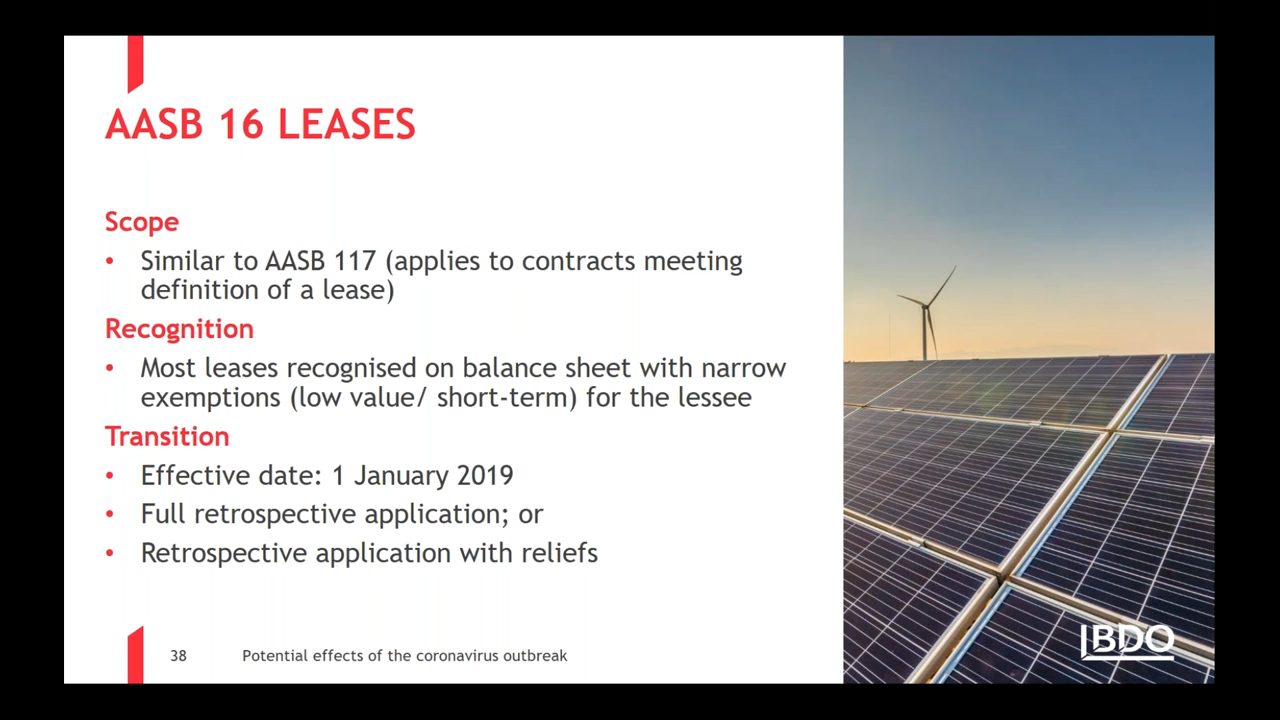 AASB 16 LEASES
Scope
• Similar to AASB 117 (applies to contracts meeting
definition of a lease)
Recognition
• Most leases recognised on balance sheet with narrow
exemptions (low value/ short-term) for the lessee
Transition
• Effective date: 1 January 2019
• Full retrospective application; or
• Retrospective application with reliefs
38 Potential effects of the coronavirus outbreak
BDO